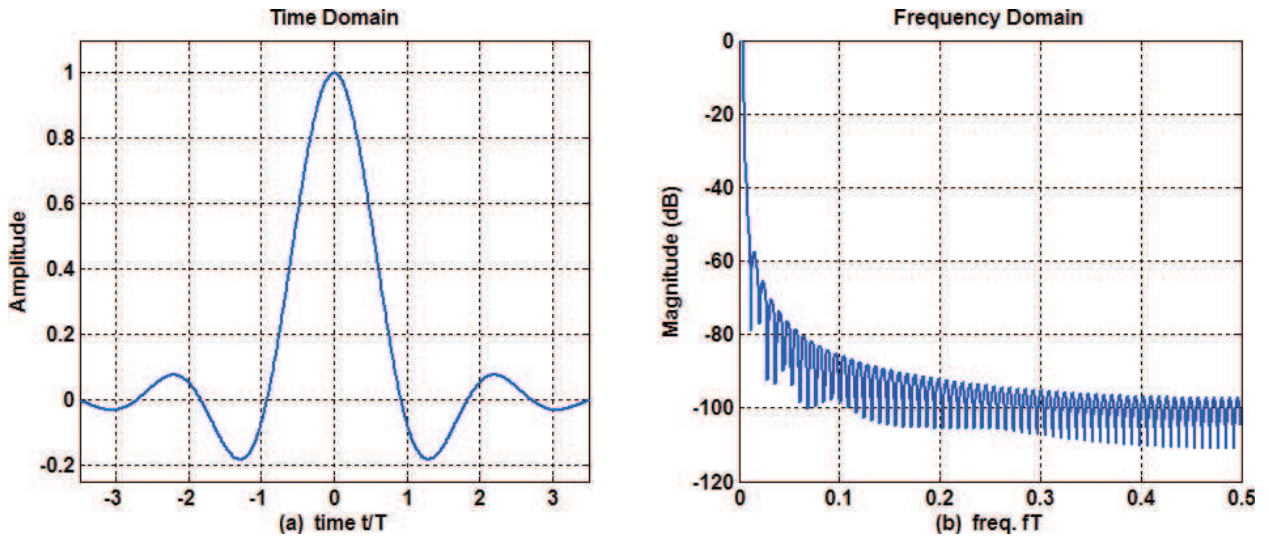 Time Domain
Amplitude
1
0.8
0.6
0.4
0.2
0
-0.2
-3 -2 -1 0 1 2 3
(a) time t/T
Frequency Domain
Magnitude (dB)
0
-20
-40
-60
-80
-100
-120
0 0.1 0.2 0.3 0.4 0.5
(b) freq. fT